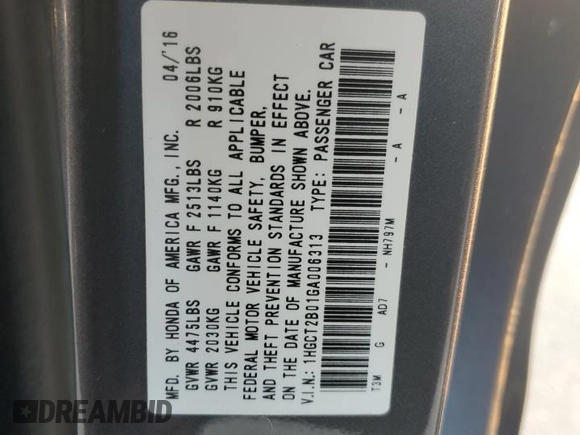 MFD. BY HONDA OF AMERICA MFG., INC. 04/'16
GVWR 4475LBS GAWR F 2513LBS R 2006LBS
GVWR 2030KG GAWR F 1140KG R 910KG
THIS VEHICLE CONFORMS TO ALL APPLICABLE
FEDERAL MOTOR VEHICLE SAFETY, BUMPER,
AND THEFT PREVENTION STANDARDS IN EFFECT
ON THE DATE OF MANUFACTURE SHOWN ABOVE.
V.I.N.: 1HGCT2B01GA006313 TYPE: PASSENGER CAR
T3M G AD7 - NH797M - A - A
DREAMBID